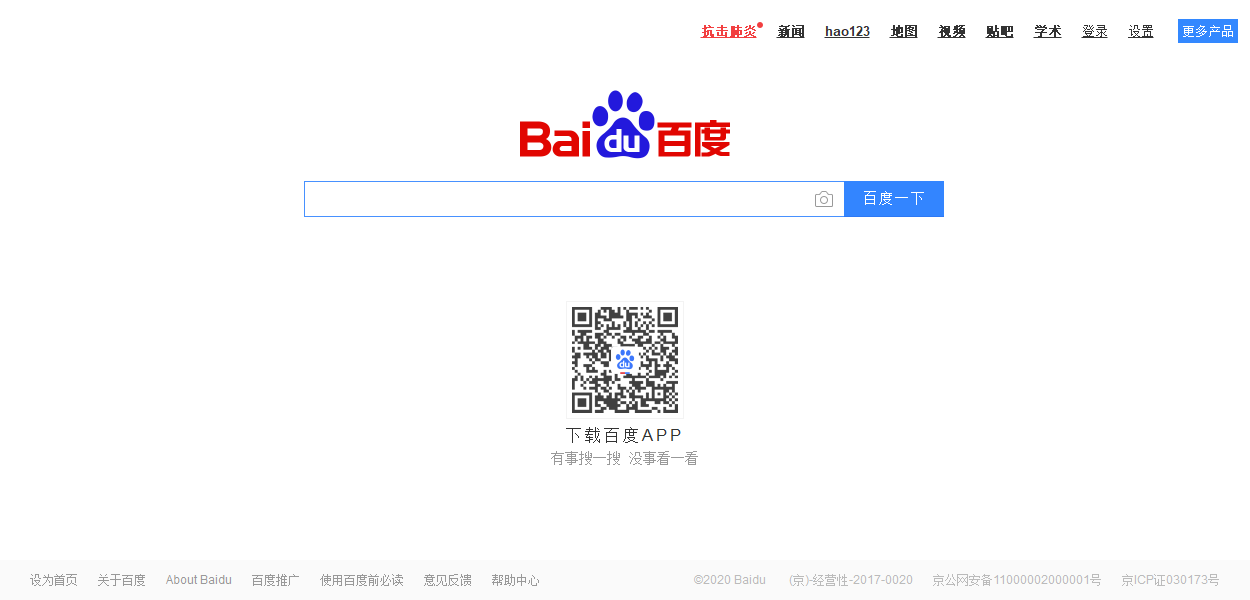 抗击肺炎 新闻 hao123 地图 视频 贴吧 学术 登录 设置 更多产品
Baidu百度
百度一下
du
下载百度APP
有事搜一搜 没事看一看
设为首页 关于百度 About Baidu 百度推广 使用百度前必读 意见反馈 帮助中心 ©2020 Baidu (京)-经营性-2017-0020 京公网安备11000002000001号 京ICP证030173号